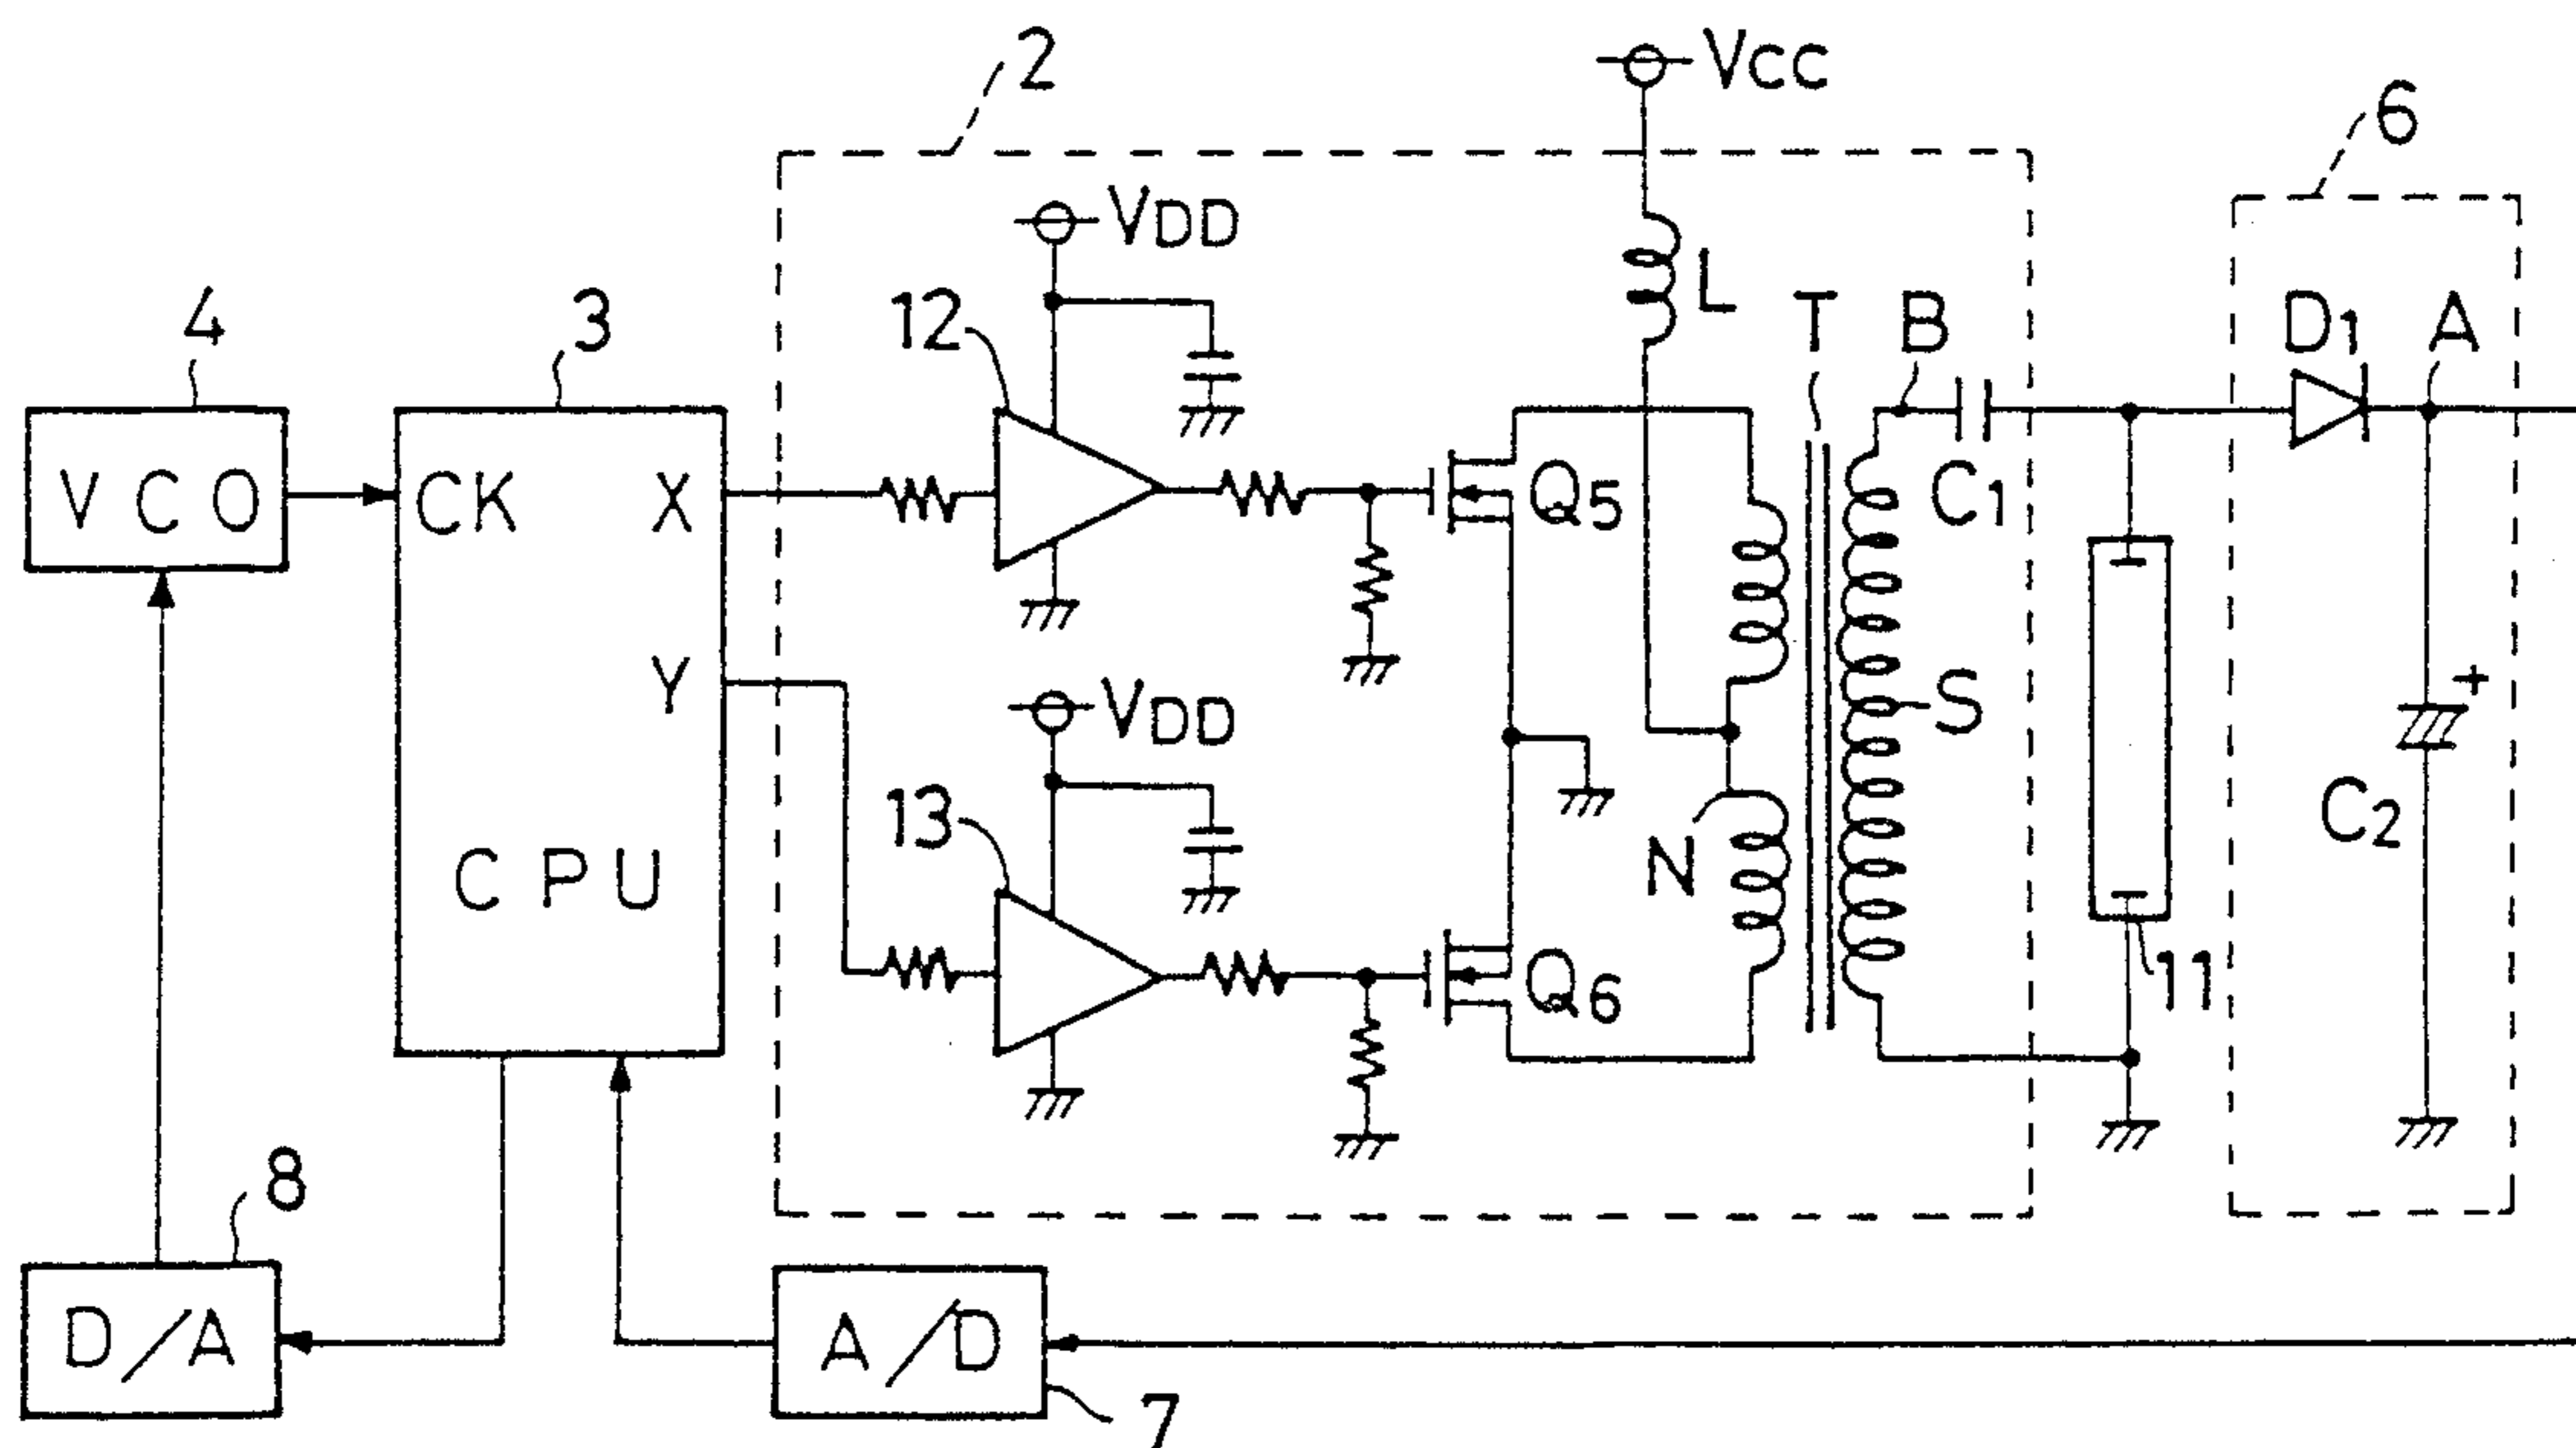 2
VCC
6
VDD
4
3
12
L
T
B
D1
A
VCO
CK
X
Q5
C1
Y
S
+
VDD
13
N
C2
CPU
Q6
11
8
D/A
A/D
7